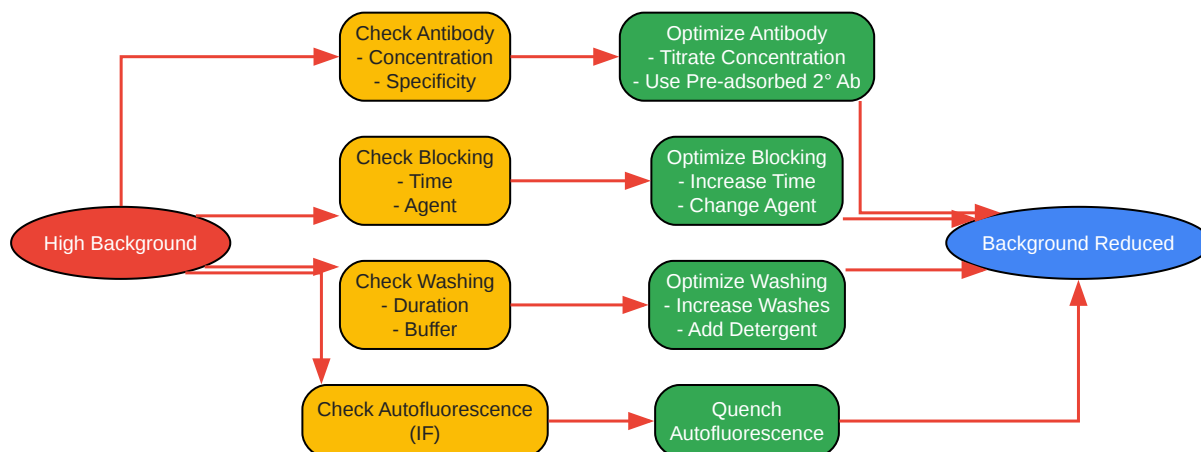 High Background
Check Antibody
- Concentration
- Specificity
Optimize Antibody
- Titrate Concentration
- Use Pre-adsorbed 2° Ab
Check Blocking
- Time
- Agent
Optimize Blocking
- Increase Time
- Change Agent
Check Washing
- Duration
- Buffer
Optimize Washing
- Increase Washes
- Add Detergent
Check Autofluorescence
(IF)
Quench
Autofluorescence
Background Reduced